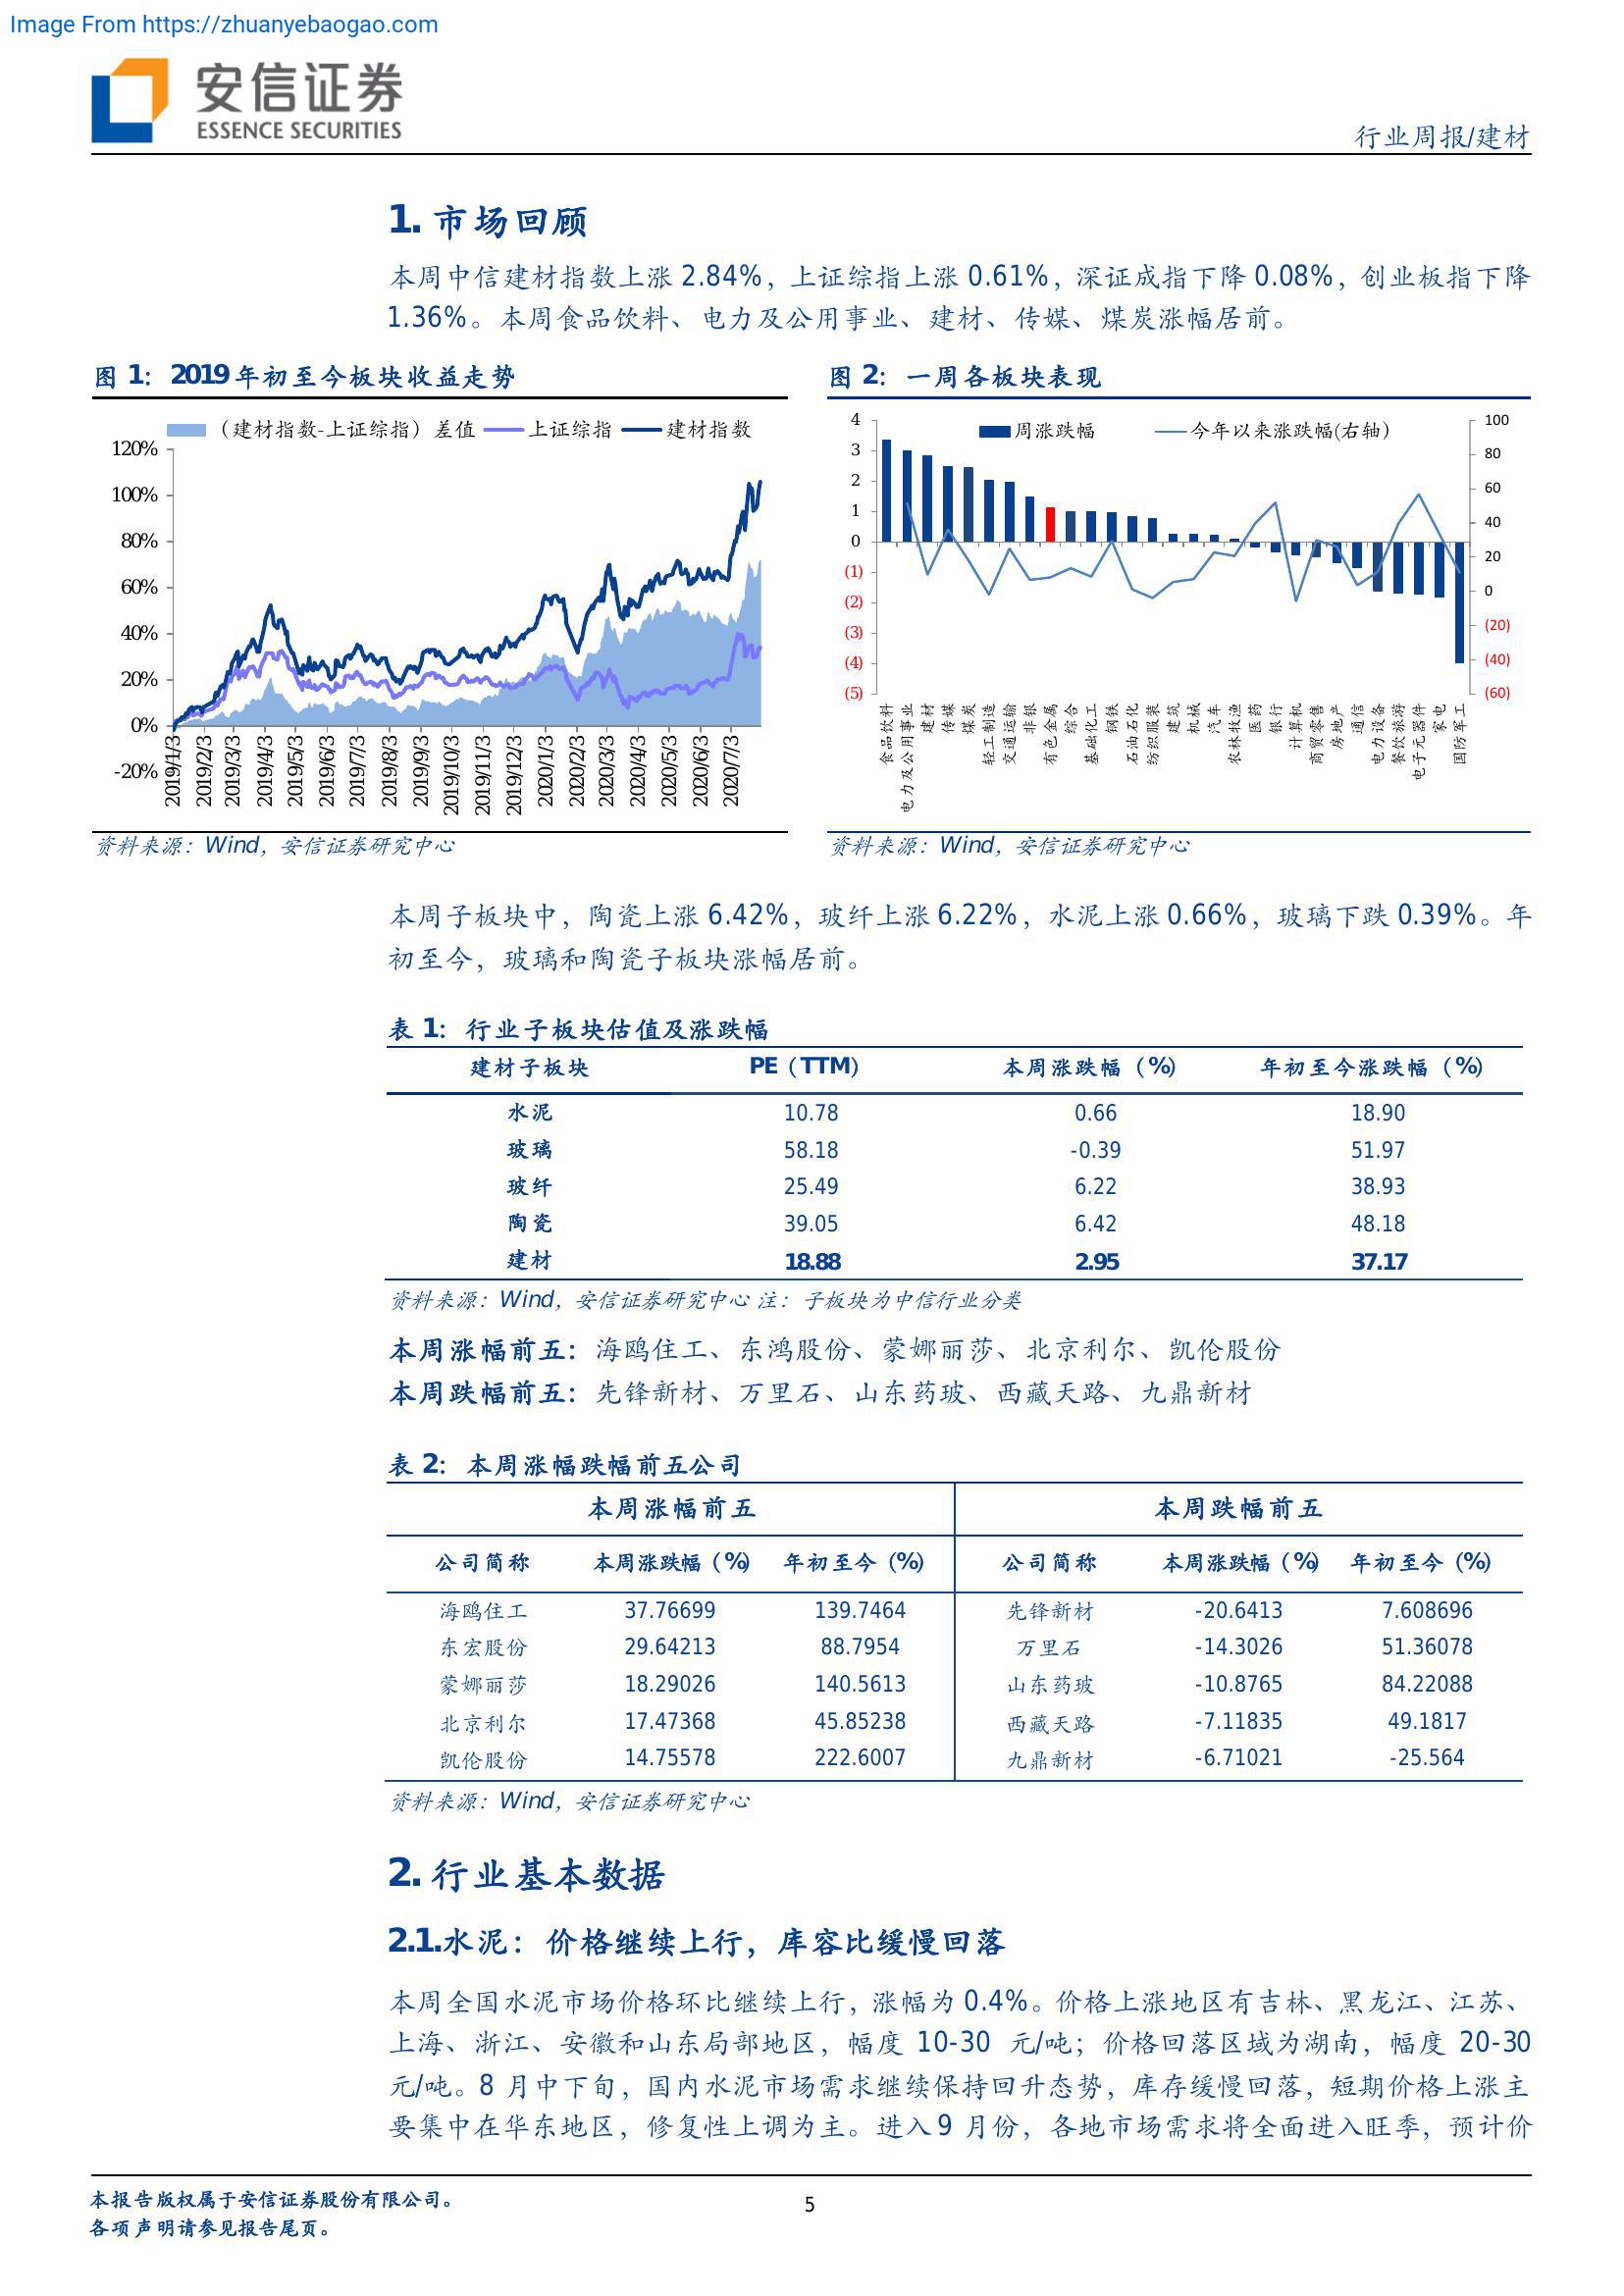 Image From https://zhuanyebaogao.com
安信证券
ESSENCE SECURITIES
行业周报/建材
1. 市场回顾
本周中信建材指数上涨 2.84%，上证综指上涨 0.61%，深证成指下降 0.08%，创业板指下降
1.36%。本周食品饮料、电力及公用事业、建材、传媒、煤炭涨幅居前。
图 1： 2019 年初至今板块收益走势
（建材指数-上证综指）差值 上证综指 建材指数
120%
100%
80%
60%
40%
20%
0%
-20%
2019/1/3 2019/2/3 2019/3/3 2019/4/3 2019/5/3 2019/6/3 2019/7/3 2019/8/3 2019/9/3 2019/10/3 2019/11/3 2019/12/3 2020/1/3 2020/2/3 2020/3/3 2020/4/3 2020/5/3 2020/6/3 2020/7/3
资料来源：Wind，安信证券研究中心
图 2： 一周各板块表现
周涨跌幅 今年以来涨跌幅(右轴)
4 100
3 80
2 60
1 40
0 20
(1) 0
(2) (20)
(3) (40)
(4) (60)
(5)
食品饮料 电力及公用事业 建材 传媒 煤炭 轻工制造 交通运输 非银 有色金属 综合 基础化工 钢铁 石油石化 纺织服装 建筑 机械 汽车 农林牧渔 医药 银行 计算机 商贸零售 房地产 通信 电力设备 餐饮旅游 电子元器件 家电 国防军工
资料来源：Wind，安信证券研究中心
本周子板块中，陶瓷上涨 6.42%，玻纤上涨 6.22%，水泥上涨 0.66%，玻璃下跌 0.39%。年
初至今，玻璃和陶瓷子板块涨幅居前。
表 1： 行业子板块估值及涨跌幅
建材子板块 PE（TTM） 本周涨跌幅（%） 年初至今涨跌幅（%）
水泥 10.78 0.66 18.90
玻璃 58.18 -0.39 51.97
玻纤 25.49 6.22 38.93
陶瓷 39.05 6.42 48.18
建材 18.88 2.95 37.17
资料来源：Wind，安信证券研究中心 注：子板块为中信行业分类
本周涨幅前五：海鸥住工、东鸿股份、蒙娜丽莎、北京利尔、凯伦股份
本周跌幅前五：先锋新材、万里石、山东药玻、西藏天路、九鼎新材
表 2： 本周涨幅跌幅前五公司
本周涨幅前五 本周跌幅前五
公司简称 本周涨跌幅（%） 年初至今（%） 公司简称 本周涨跌幅（%） 年初至今（%）
海鸥住工 37.76699 139.7464 先锋新材 -20.6413 7.608696
东宏股份 29.64213 88.7954 万里石 -14.3026 51.36078
蒙娜丽莎 18.29026 140.5613 山东药玻 -10.8765 84.22088
北京利尔 17.47368 45.85238 西藏天路 -7.11835 49.1817
凯伦股份 14.75578 222.6007 九鼎新材 -6.71021 -25.564
资料来源：Wind，安信证券研究中心
2. 行业基本数据
2.1.水泥：价格继续上行，库容比缓慢回落
本周全国水泥市场价格环比继续上行，涨幅为 0.4%。价格上涨地区有吉林、黑龙江、江苏、
上海、浙江、安徽和山东局部地区，幅度 10-30 元/吨；价格回落区域为湖南，幅度 20-30
元/吨。8 月中下旬，国内水泥市场需求继续保持回升态势，库存缓慢回落，短期价格上涨主
要集中在华东地区，修复性上调为主。进入 9 月份，各地市场需求将全面进入旺季，预计价
本报告版权属于安信证券股份有限公司。
各项声明请参见报告尾页。
5